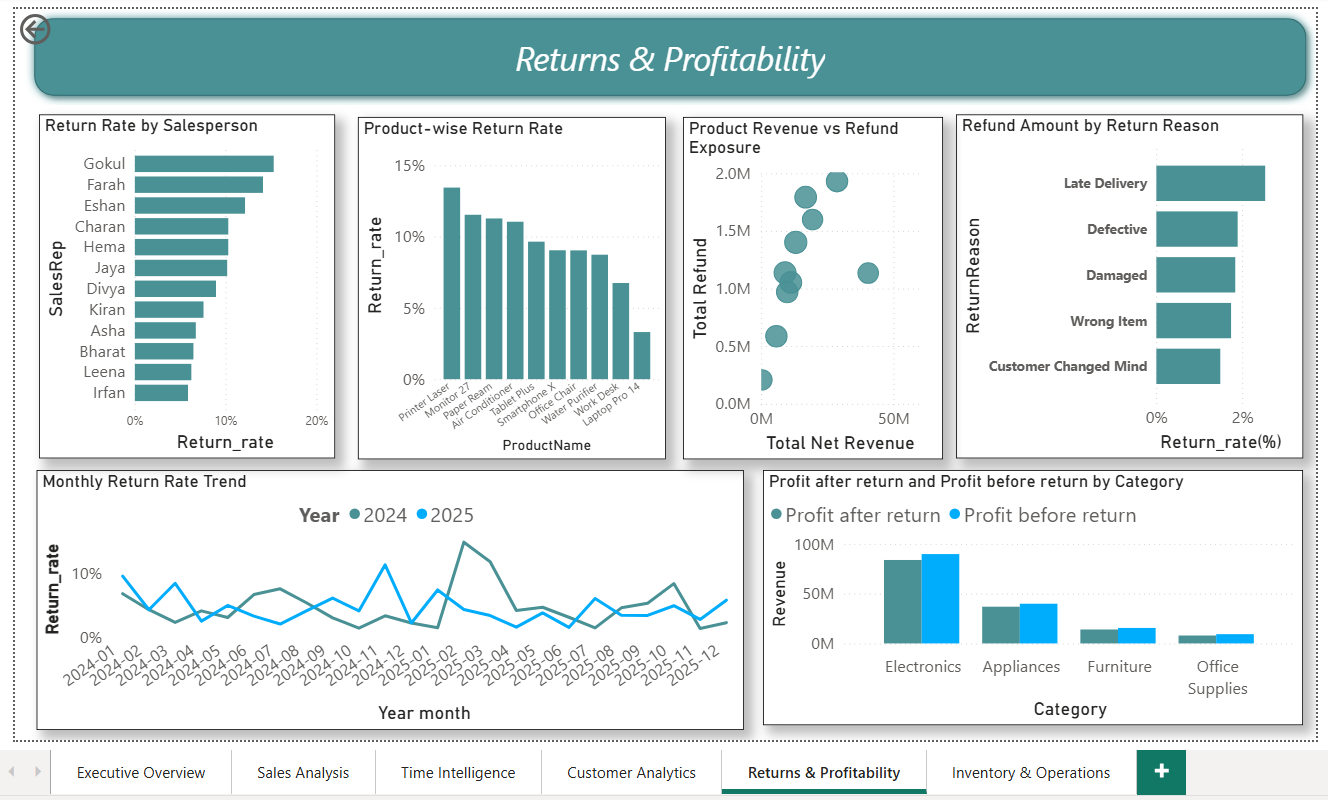 Returns & Profitability
Return Rate by Salesperson
SalesRep
Gokul
Farah
Eshan
Charan
Hema
Jaya
Divya
Kiran
Asha
Bharat
Leena
Irfan
0% 10% 20%
Return_rate
Product-wise Return Rate
Return_rate
15%
10%
5%
0%
Printer Laser
Monitor 27
Paper Ream
Air Conditioner
Tablet Plus
Smartphone X
Office Chair
Water Purifier
Work Desk
Laptop Pro 14
ProductName
Product Revenue vs Refund
Exposure
Total Refund
2.0M
1.5M
1.0M
0.5M
0.0M
0M 50M
Total Net Revenue
Refund Amount by Return Reason
ReturnReason
Late Delivery
Defective
Damaged
Wrong Item
Customer Changed Mind
0% 2%
Return_rate(%)
Monthly Return Rate Trend
Year 2024 2025
Return_rate
10%
0%
2024-01
2024-02
2024-03
2024-04
2024-05
2024-06
2024-07
2024-08
2024-09
2024-10
2024-11
2024-12
2025-01
2025-02
2025-03
2025-04
2025-05
2025-06
2025-07
2025-08
2025-09
2025-10
2025-11
2025-12
Year month
Profit after return and Profit before return by Category
Profit after return Profit before return
Revenue
100M
50M
0M
Electronics
Appliances
Furniture
Office
Supplies
Category
Executive Overview Sales Analysis Time Intelligence Customer Analytics Returns & Profitability Inventory & Operations +